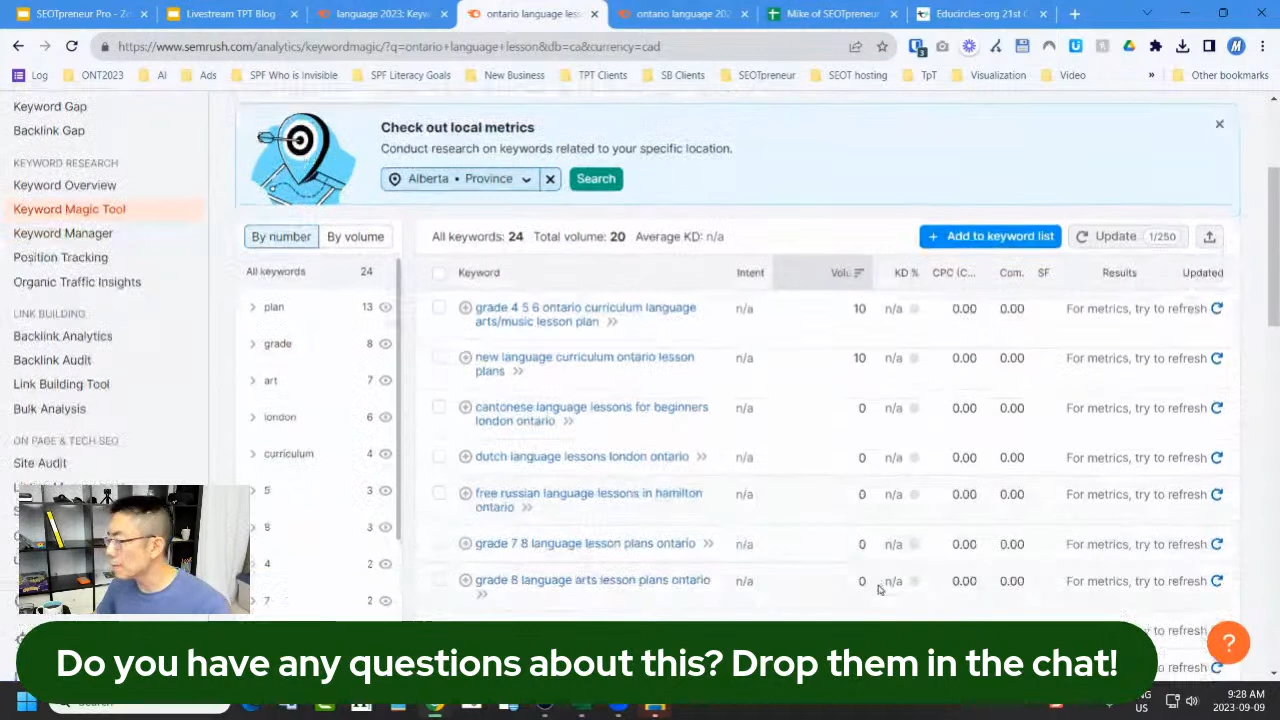 SEOTpreneur Pro - Z
Livestream TPT Blog
language 2023: Keyw
ontario language les
ontario language 202
Mike of SEOTpreneur
Educircles-org 21st C
https://www.semrush.com/analytics/keywordmagic/?q=ontario+language+lesson&db=ca&currency=cad
Log
ONT2023
AI
Ads
SPF Who is Invisible
SPF Literacy Goals
New Business
TPT Clients
SB Clients
SEOTpreneur
SEOT hosting
TpT
Visualization
Video
»
Other bookmarks
Keyword Gap
Backlink Gap
KEYWORD RESEARCH
Keyword Overview
Keyword Magic Tool
Keyword Manager
Position Tracking
Organic Traffic Insights
LINK BUILDING
Backlink Analytics
Backlink Audit
Link Building Tool
Bulk Analysis
ON PAGE & TECH SEO
Site Audit
Check out local metrics
Conduct research on keywords related to your specific location.
Alberta • Province
Search
By number By volume
All keywords 24
plan 13
grade 8
art 7
london 6
curriculum 4
5 3
8 3
4 2
7 2
All keywords: 24 Total volume: 20 Average KD: n/a
+ Add to keyword list
Update 1/250
Keyword Intent Volu KD % CPC (C... Com. SF Results Updated
grade 4 5 6 ontario curriculum language n/a 10 n/a 0.00 0.00 For metrics, try to refresh
arts/music lesson plan
new language curriculum ontario lesson n/a 10 n/a 0.00 0.00 For metrics, try to refresh
plans
cantonese language lessons for beginners n/a 0 n/a 0.00 0.00 For metrics, try to refresh
london ontario
dutch language lessons london ontario n/a 0 n/a 0.00 0.00 For metrics, try to refresh
free russian language lessons in hamilton n/a 0 n/a 0.00 0.00 For metrics, try to refresh
ontario
grade 7 8 language lesson plans ontario n/a 0 n/a 0.00 0.00 For metrics, try to refresh
grade 8 language arts lesson plans ontario n/a 0 n/a 0.00 0.00 For metrics, try to refresh
refresh
refresh
?
Do you have any questions about this? Drop them in the chat!
US
9:28 AM
2023-09-09